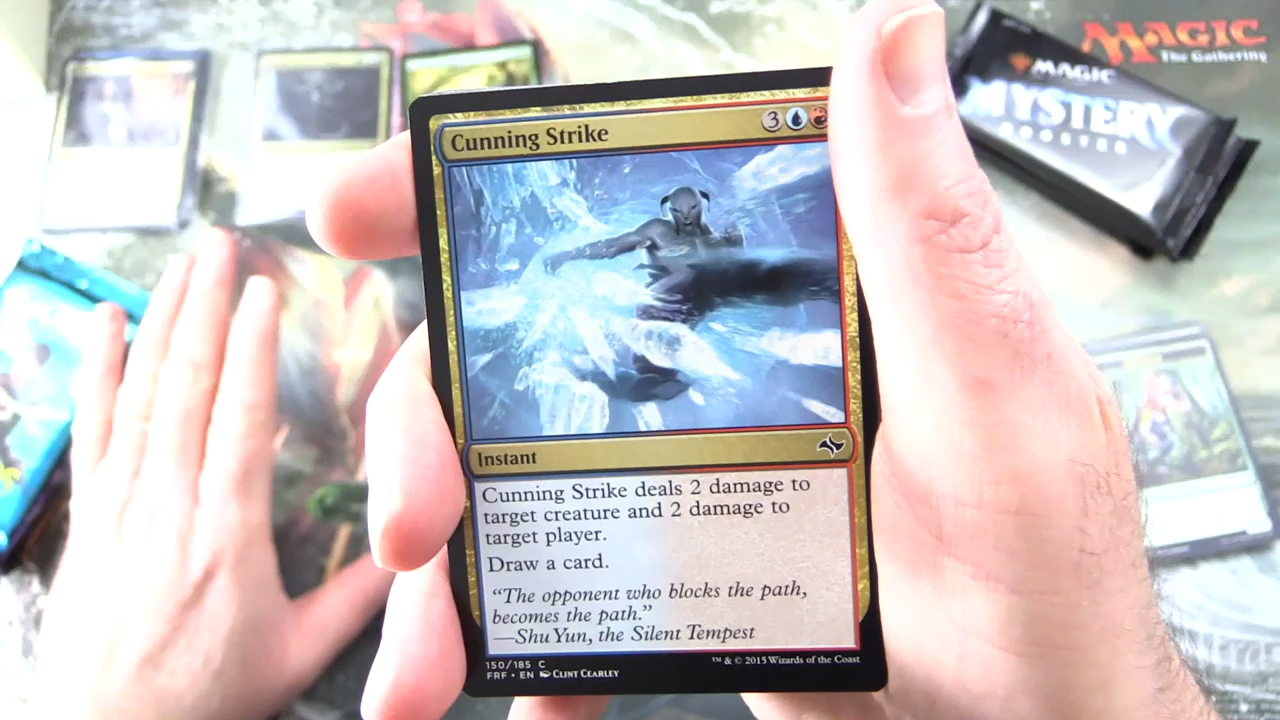 MAGIC
The Gathering
MAGIC
MYSTERY
BOOSTER
Cunning Strike
3
Instant
Cunning Strike deals 2 damage to
target creature and 2 damage to
target player.
Draw a card.
“The opponent who blocks the path,
becomes the path.”
—Shu Yun, the Silent Tempest
150/185 C
™ & © 2015 Wizards of the Coast
FRF • EN CLINT CEARLEY